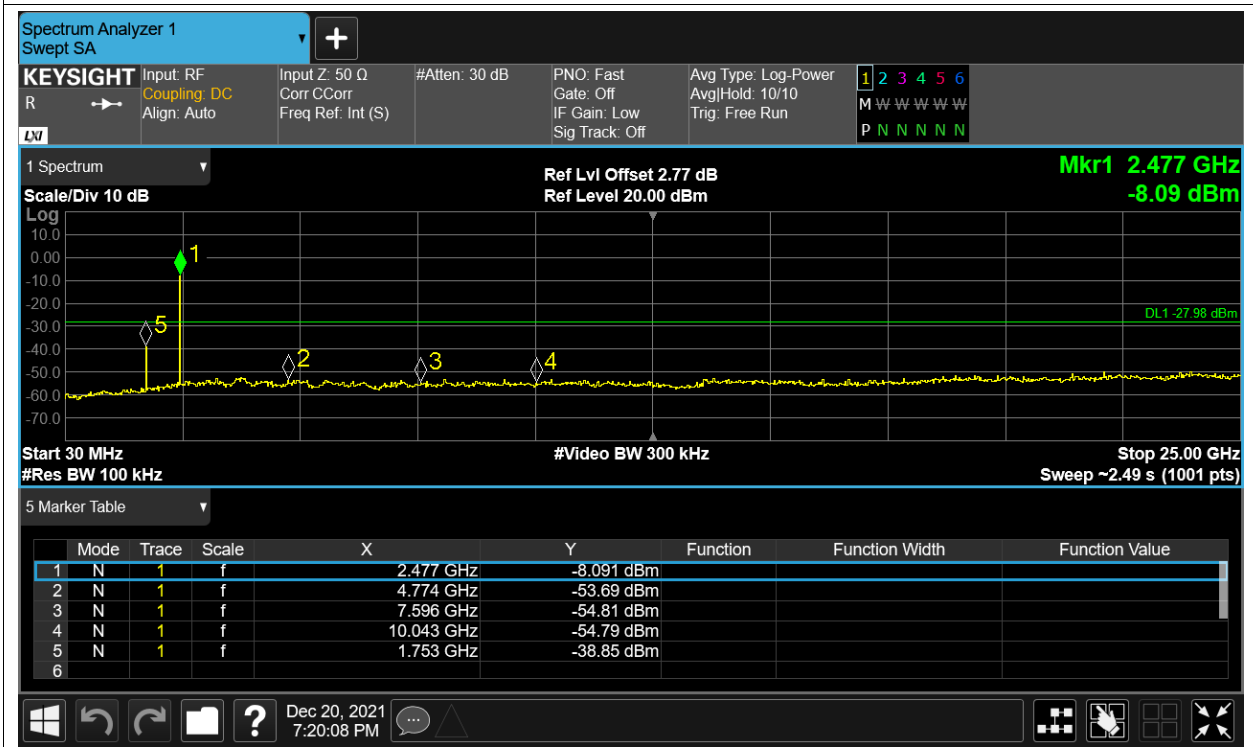 Spectrum Analyzer 1
Swept SA
+
KEYSIGHT Input: RF Input Z: 50 Ω #Atten: 30 dB PNO: Fast Avg Type: Log-Power 1 2 3 4 5 6
R Coupling: DC Corr CCorr Gate: Off Avg|Hold: 10/10 M W W W W W W
Align: Auto Freq Ref: Int (S) IF Gain: Low Trig: Free Run
LXI Sig Track: Off P N N N N N N
1 Spectrum Ref Lvl Offset 2.77 dB Mkr1 2.477 GHz
Scale/Div 10 dB Ref Level 20.00 dBm -8.09 dBm
Log
10.0
0.00 1
-10.0
-20.0 DL1 -27.98 dBm
-30.0 5
-40.0 2 3 4
-50.0
-60.0
-70.0
Start 30 MHz #Video BW 300 kHz Stop 25.00 GHz
#Res BW 100 kHz Sweep ~2.49 s (1001 pts)
5 Marker Table
Mode Trace Scale X Y Function Function Width Function Value
1 N 1 f 2.477 GHz -8.091 dBm
2 N 1 f 4.774 GHz -53.69 dBm
3 N 1 f 7.596 GHz -54.81 dBm
4 N 1 f 10.043 GHz -54.79 dBm
5 N 1 f 1.753 GHz -38.85 dBm
6
? Dec 20, 2021
7:20:08 PM